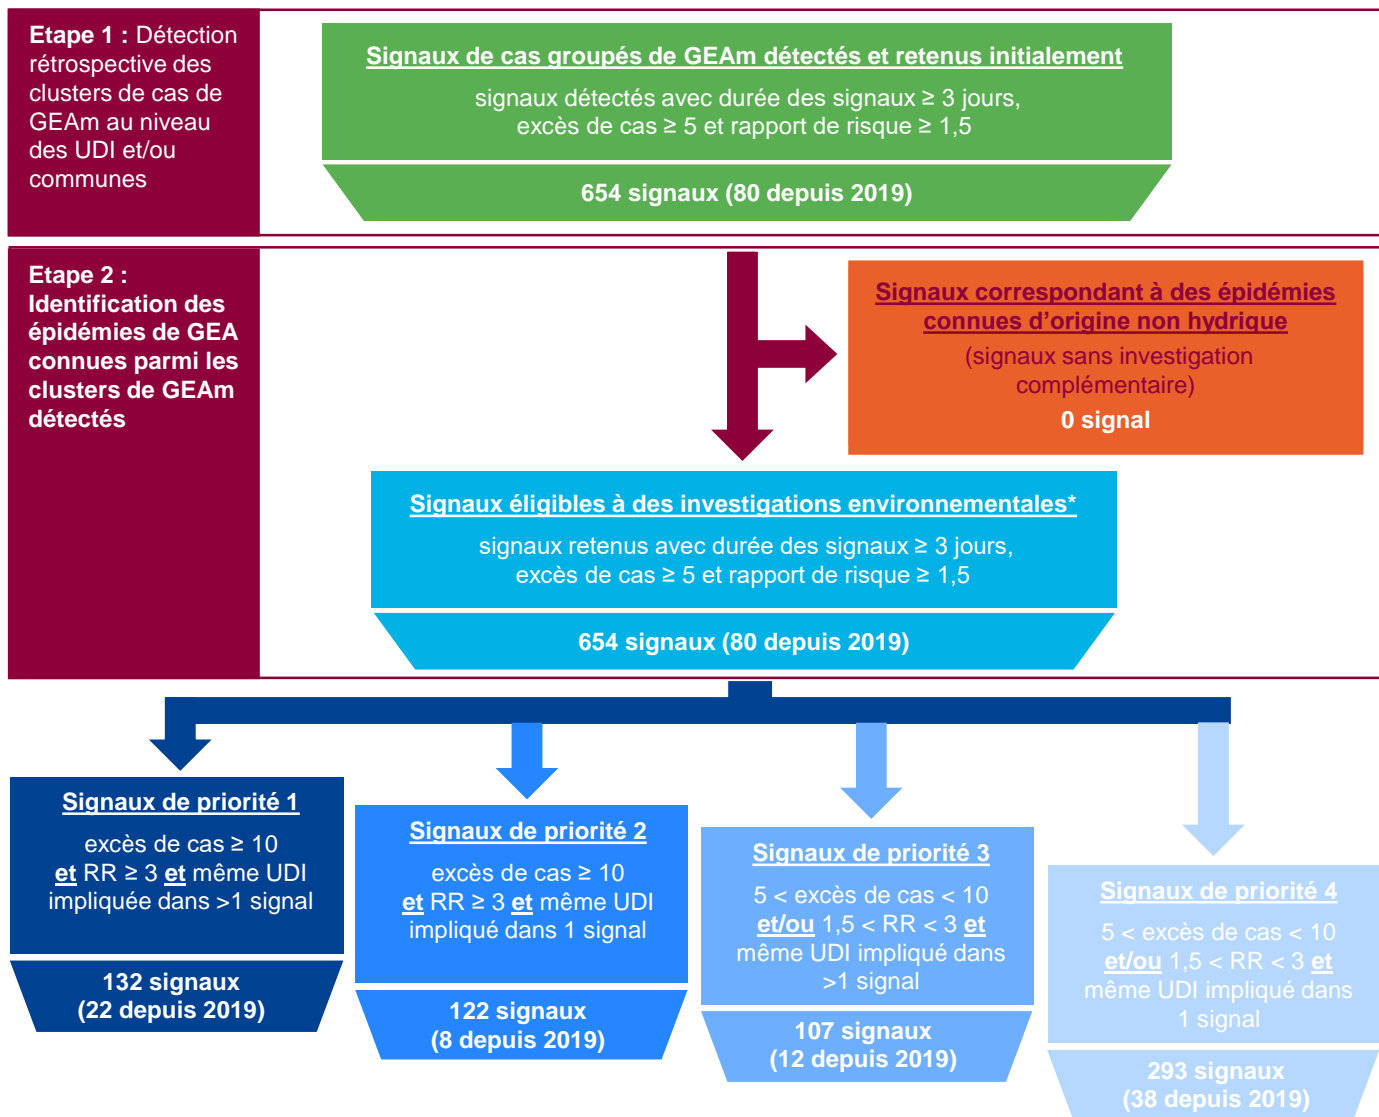 Etape 1 : Détection
rétrospective des
clusters de cas de
GEAm au niveau
des UDI et/ou
communes
Signaux de cas groupés de GEAm détectés et retenus initialement
signaux détectés avec durée des signaux ≥ 3 jours,
excès de cas ≥ 5 et rapport de risque ≥ 1,5
654 signaux (80 depuis 2019)
Etape 2 :
Identification des
épidémies de GEA
connues parmi les
clusters de GEAm
détectés
Signaux correspondant à des épidémies
connues d'origine non hydrique
(signaux sans investigation
complémentaire)
0 signal
Signaux éligibles à des investigations environnementales*
signaux retenus avec durée des signaux ≥ 3 jours,
excès de cas ≥ 5 et rapport de risque ≥ 1,5
654 signaux (80 depuis 2019)
Signaux de priorité 1
excès de cas ≥ 10
et RR ≥ 3 et même UDI
impliquée dans >1 signal
132 signaux
(22 depuis 2019)
Signaux de priorité 2
excès de cas ≥ 10
et RR ≥ 3 et même UDI
impliqué dans 1 signal
122 signaux
(8 depuis 2019)
Signaux de priorité 3
5 < excès de cas < 10
et/ou 1,5 < RR < 3 et
même UDI impliqué dans
>1 signal
107 signaux
(12 depuis 2019)
Signaux de priorité 4
5 < excès de cas < 10
et/ou 1,5 < RR < 3 et
même UDI impliqué dans
1 signal
293 signaux
(38 depuis 2019)